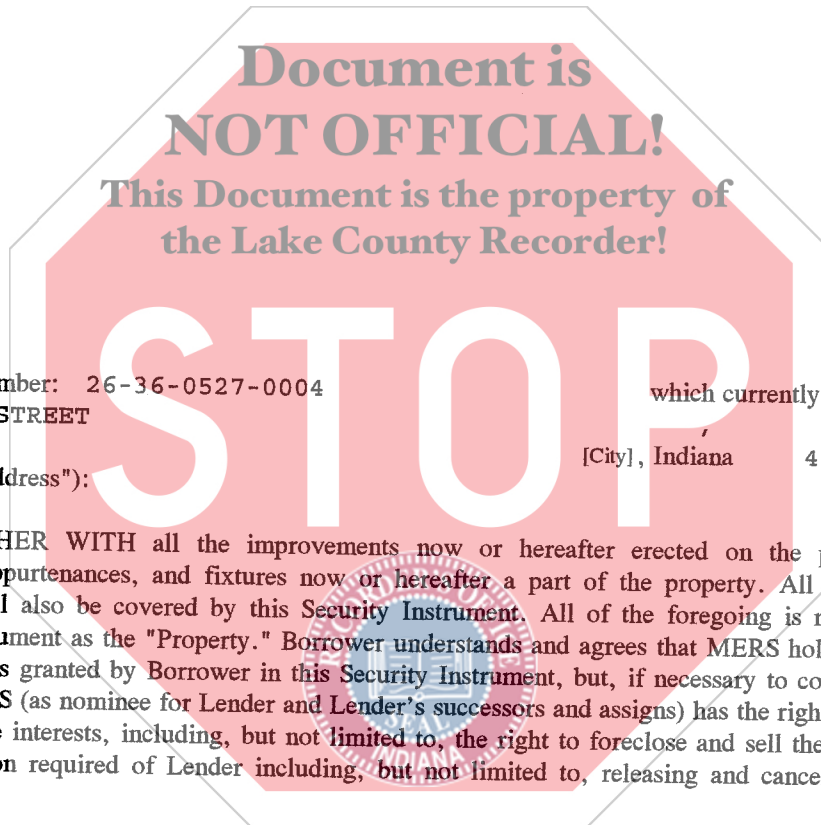 Document is
NOT OFFICIAL!
This Document is the property of
the Lake County Recorder!
STOP
mber: 26-36-0527-0004 which currently
STREET ,
[City], Indiana 4
ddress"):
HER WITH all the improvements now or hereafter erected on the p
ppurtenances, and fixtures now or hereafter a part of the property. All
l also be covered by this Security Instrument. All of the foregoing is r
ument as the "Property." Borrower understands and agrees that MERS hol
s granted by Borrower in this Security Instrument, but, if necessary to co
S (as nominee for Lender and Lender's successors and assigns) has the right
e interests, including, but not limited to, the right to foreclose and sell the
on required of Lender including, but not limited to, releasing and cance
SEAL
INDIANA